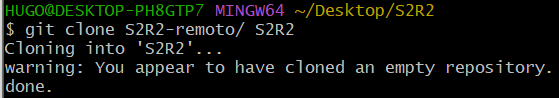 HUGO@DESKTOP-PH8GTP7 MINGW64 ~/Desktop/S2R2
$ git clone S2R2-remoto/ S2R2
Cloning into 'S2R2'...
warning: You appear to have cloned an empty repository.
done.